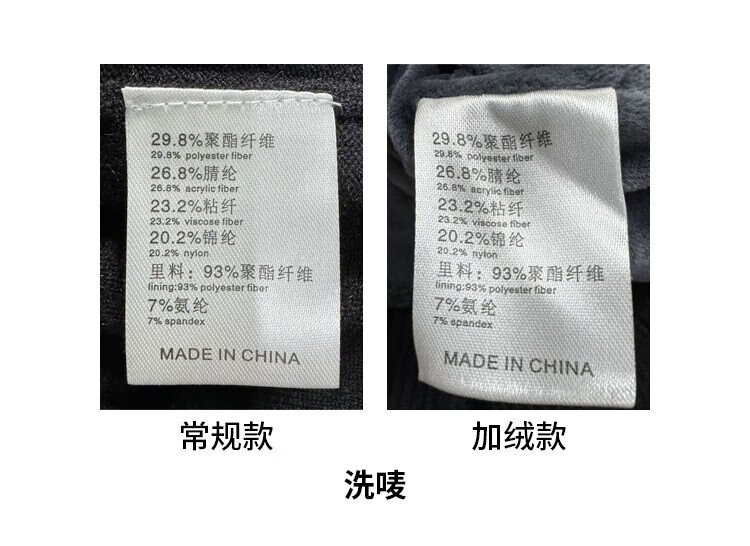 29.8%聚酯纤维
29.8% polyester fiber
26.8%腈纶
26.8% acrylic fiber
23.2%粘纤
23.2% viscose fiber
20.2%锦纶
20.2% nylon
里料：93%聚酯纤维
lining:93% polyester fiber
7%氨纶
7% spandex
MADE IN CHINA
29.8%聚酯纤维
29.8% polyester fiber
26.8%腈纶
26.8% acrylic fiber
23.2%粘纤
23.2% viscose fiber
20.2%锦纶
20.2% nylon
里料：93%聚酯纤维
lining:93% polyester fiber
7%氨纶
7% spandex
MADE IN CHINA
常规款
加绒款
洗唛